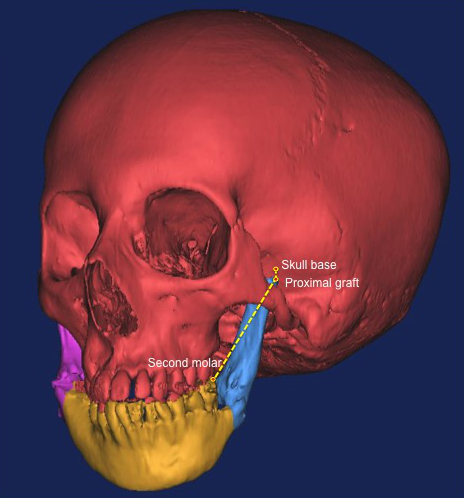 Skull base
Proximal graft
Second molar